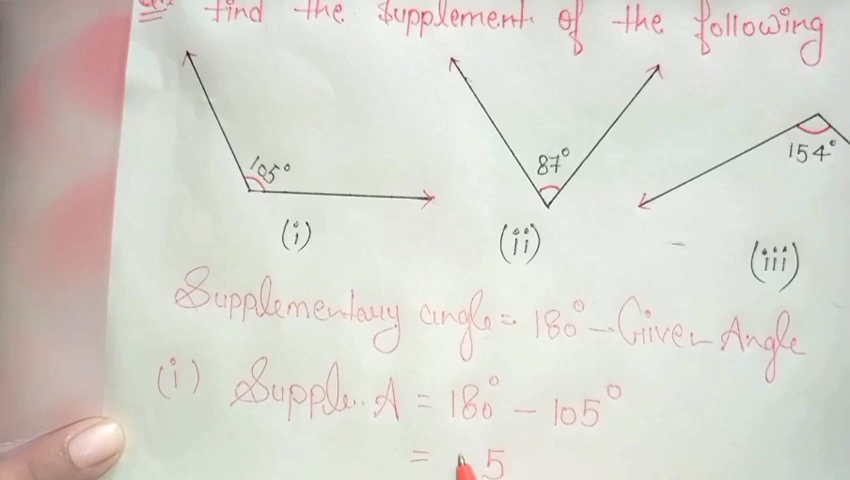 find the supplement of the following
105°
87°
154°
(i)
(ii)
(iii)
Supplementary angle = 180° - Given Angle
(i) Supple. A = 180° - 105°
= 5